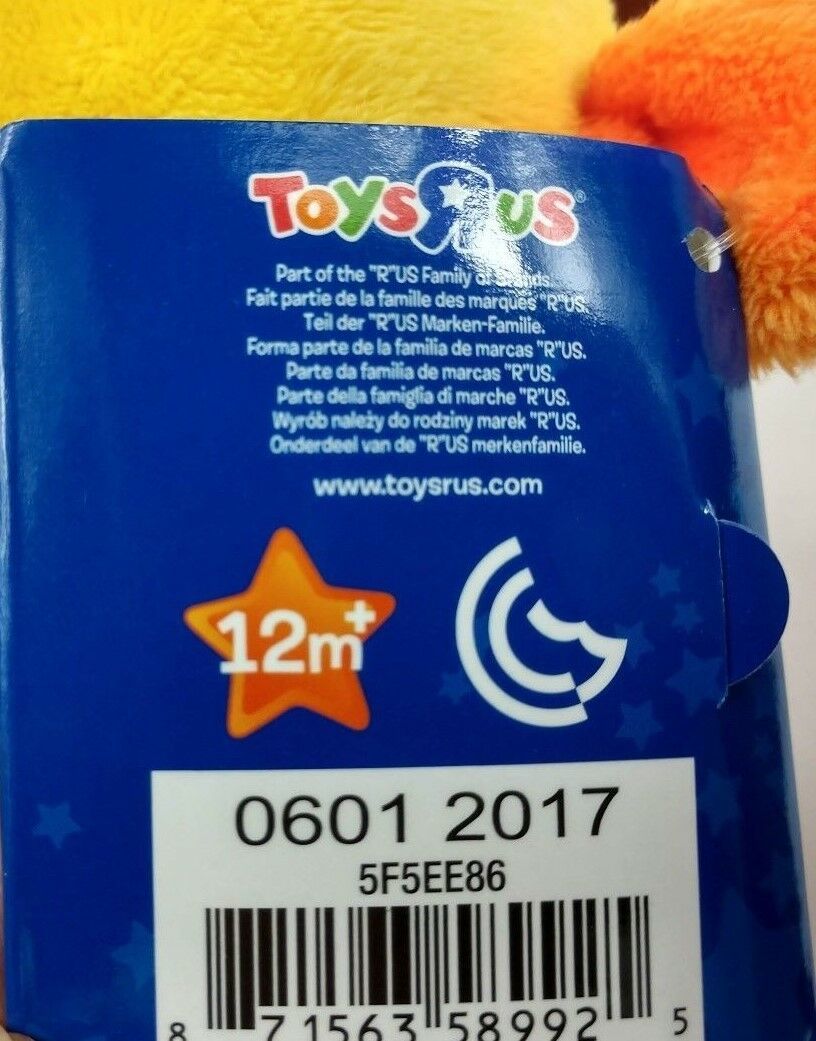 TOYS R US®
Part of the "R"US Family of Brands.
Fait partie de la famille des marques "R"US.
Teil der "R"US Marken-Familie.
Forma parte de la familia de marcas "R"US.
Parte da família de marcas "R"US.
Parte della famiglia di marche "R"US.
Wyrób należy do rodziny marek "R"US.
Onderdeel van de "R"US merkenfamilie.
www.toysrus.com
12m+
0601 2017
5F5EE86
8 71563 58992 5